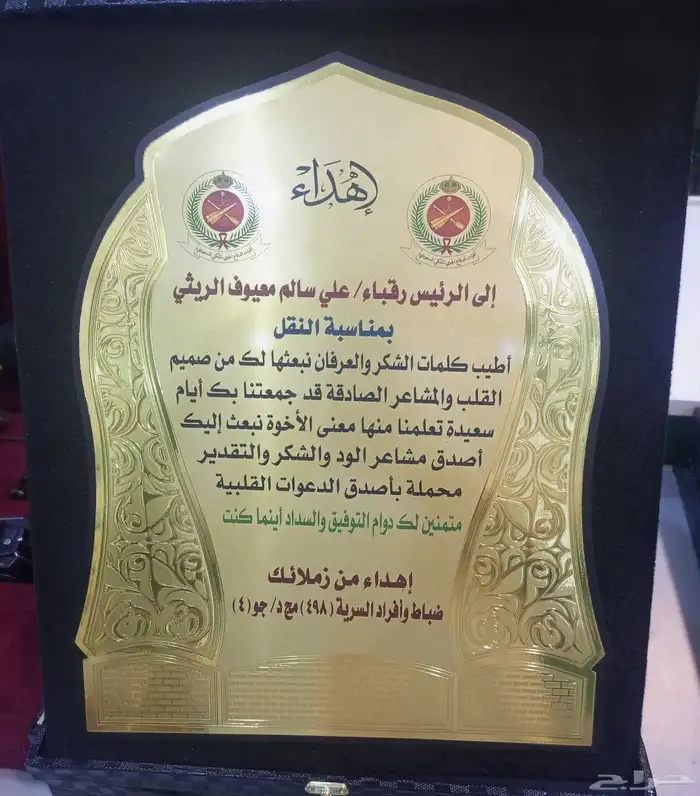 إهْدَاء
إلى الرئيس رقباء/ علي سالم معيوف الريثي
بمناسبة النقل
أطيب كلمات الشكر والعرفان نبعثها لك من صميم
القلب والمشاعر الصادقة قد جمعتنا بك أيام
سعيدة تعلمنا منها معنى الأخوة نبعث إليك
أصدق مشاعر الود والشكر والتقدير
محملة بأصدق الدعوات القلبية
متمنين لك دوام التوفيق والسداد أينما كنت
إهداء من زملائك
ضباط وأفراد السرية (٤٩٨) مج د/ جو (٤)
حراج